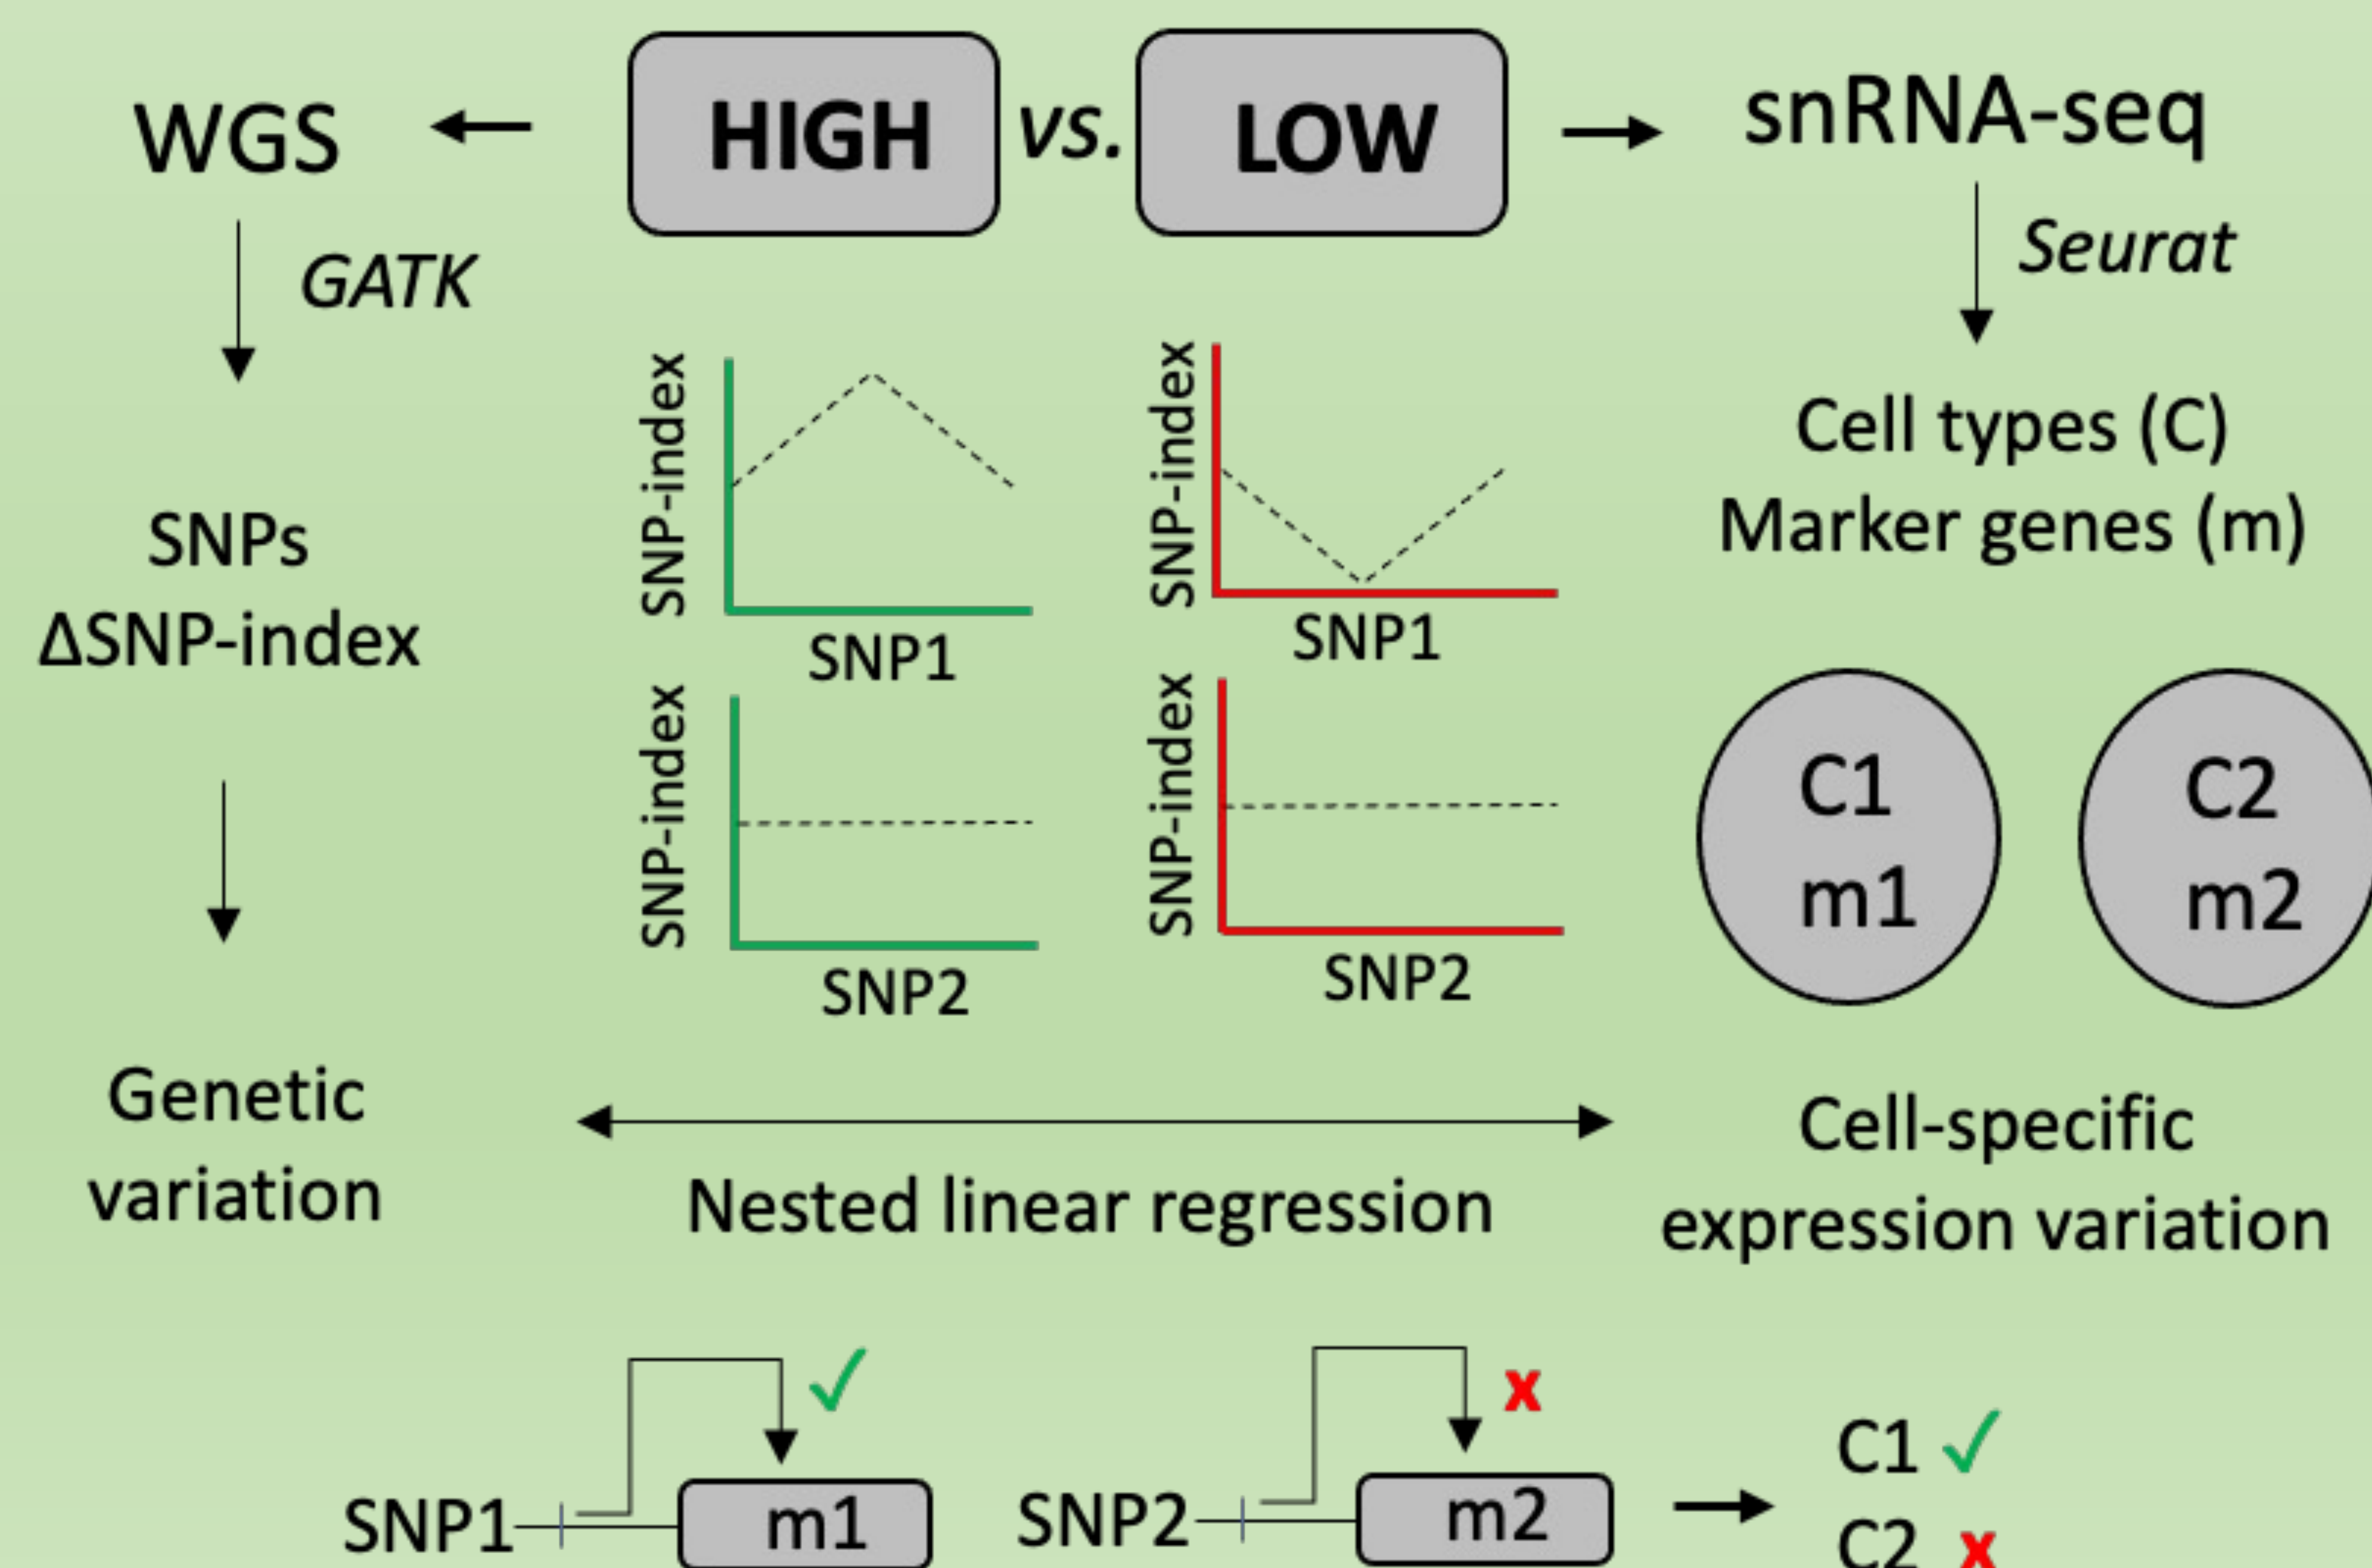 WGS
HIGH
vs.
LOW
snRNA-seq
GATK
Seurat
SNPs
ΔSNP-index
SNP-index
SNP1
SNP-index
SNP1
SNP-index
SNP2
SNP-index
SNP2
Cell types (C)
Marker genes (m)
C1
m1
C2
m2
Genetic
variation
Nested linear regression
Cell-specific
expression variation
SNP1
m1
✓
SNP2
m2
x
C1 ✓
C2 x